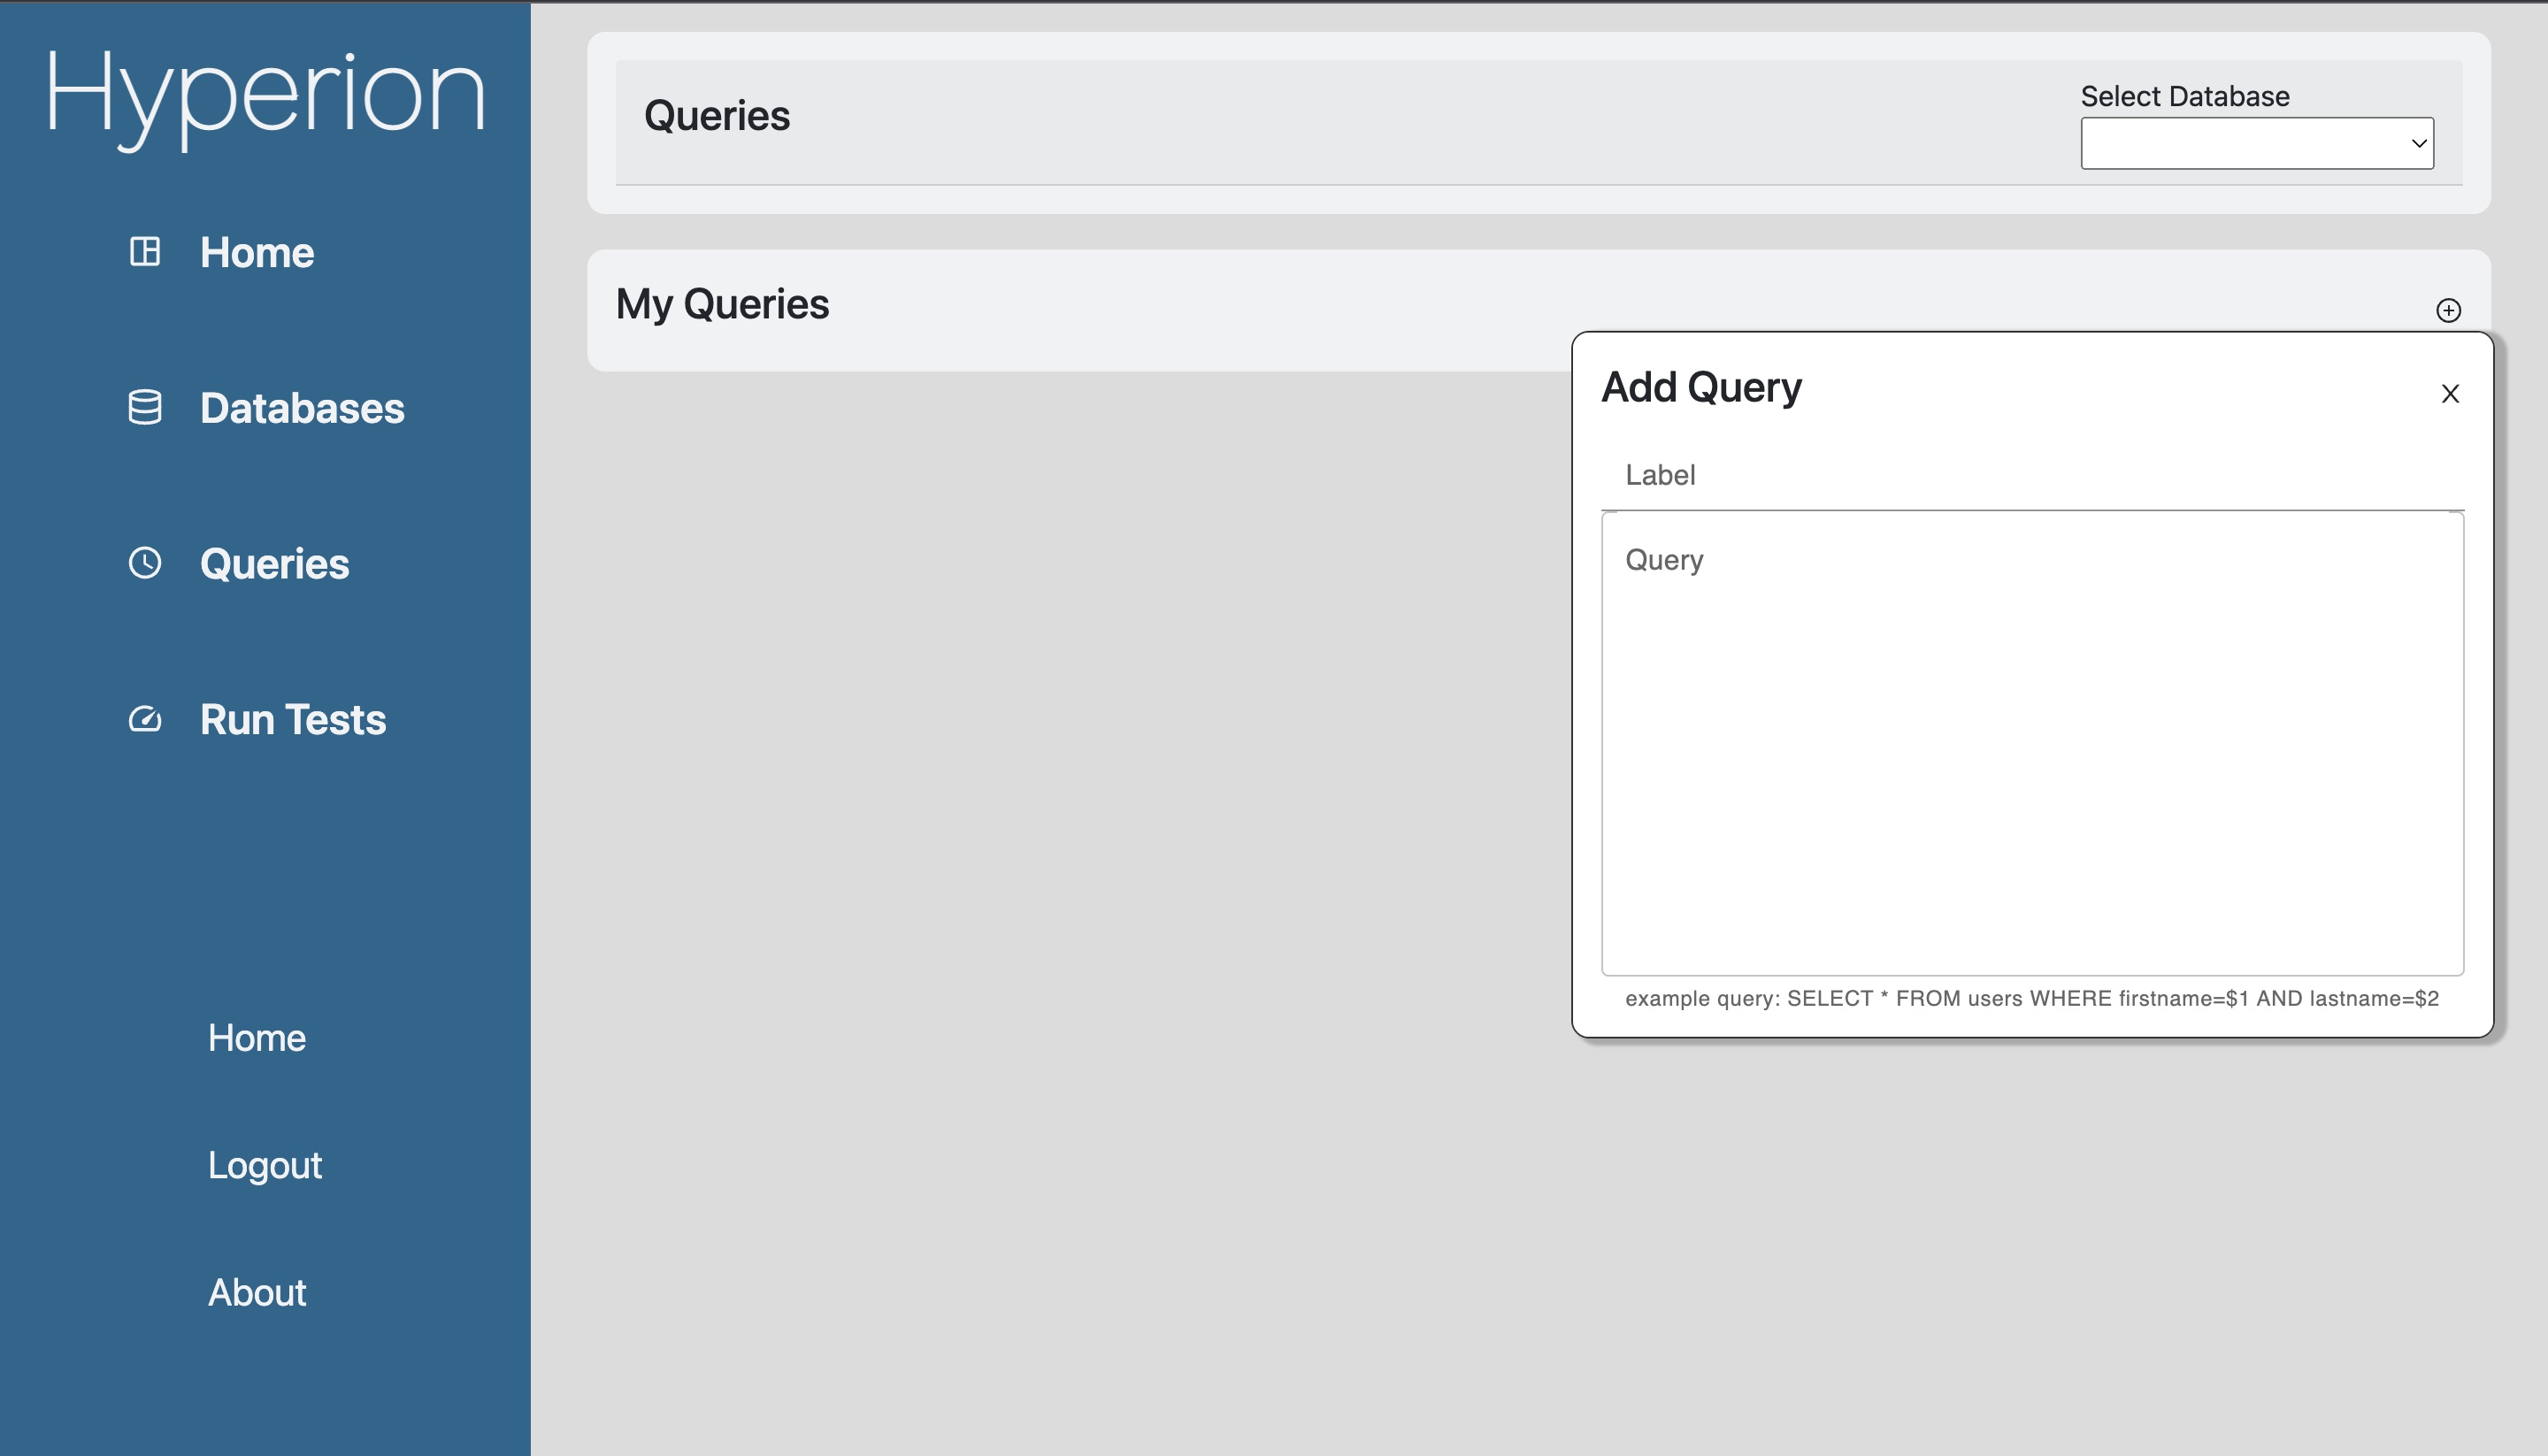 Hyperion
Home
Databases
Queries
Run Tests
Home
Logout
About
Queries
Select Database
My Queries
Add Query
X
Label
Query
example query: SELECT * FROM users WHERE firstname=$1 AND lastname=$2